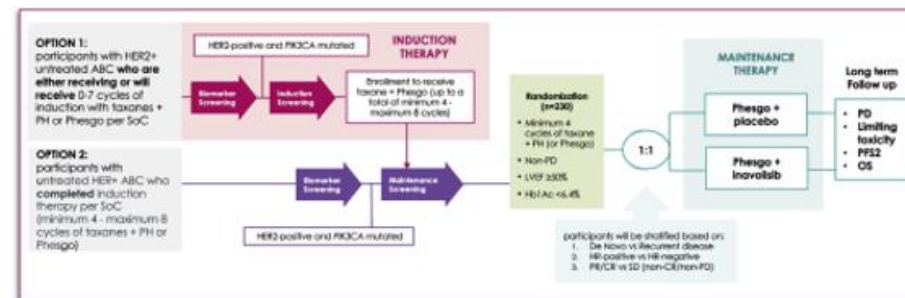 OPTION 1:
participants with HER2+
untreated ABC who are
either receiving or will
receive 0-7 cycles of
induction with taxanes +
PH or Phesgo per SoC
HER2-positive and PIK3CA mutated
INDUCTION
THERAPY
Biomarker
Screening
Induction
Screening
Enrollment to receive
taxane + Phesgo (up to a
total of minimum 4 -
maximum 8 cycles)
OPTION 2:
participants with
untreated HER+ ABC who
completed induction
therapy per SoC
(minimum 4 - maximum 8
cycles of taxanes + PH or
Phesgo)
Biomarker
Screening
Maintenance
Screening
HER2-positive and PIK3CA mutated
Randomisation
(n=230)
• Minimum 4
cycles of taxane
+ PH (or Phesgo)
• Non-PD
• LVEF ≥50%
• Hb1Ac <6.4%
1:1
MAINTENANCE
THERAPY
Phesgo +
placebo
Phesgo +
inavolisib
Long term
Follow up
• PD
• Limiting
toxicity
• PFS2
• OS
participants will be stratified based on:
1. De Novo vs Recurrent disease
2. HR-positive vs HR-negative
3. PR/CR vs SD (non-CR/non-PD)